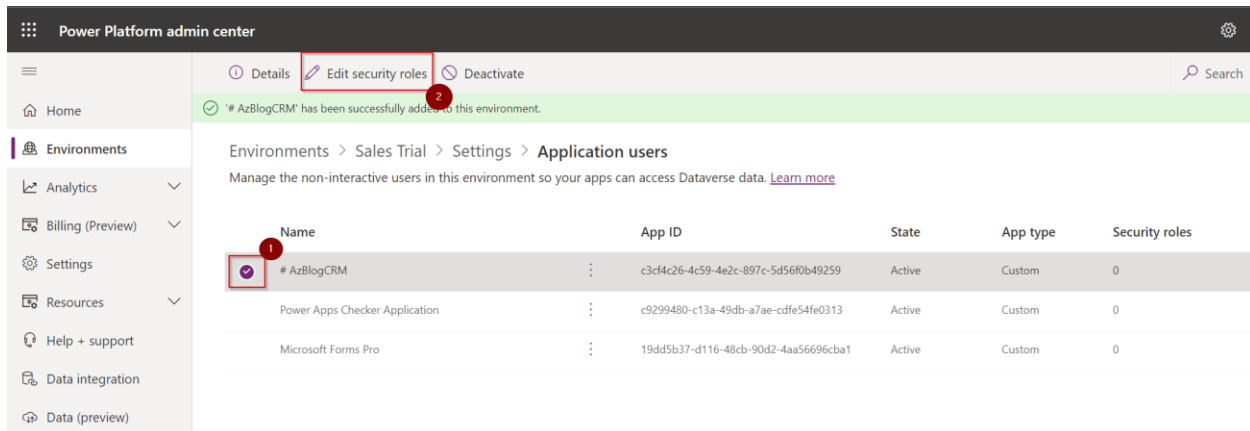 Power Platform admin center
Details Edit security roles Deactivate Search
2
Home
'# AzBlogCRM' has been successfully added to this environment.
Environments
Environments > Sales Trial > Settings > Application users
Manage the non-interactive users in this environment so your apps can access Dataverse data. Learn more
Analytics
Billing (Preview)
Name App ID State App type Security roles
1
Settings
# AzBlogCRM c3cf4c26-4c59-4e2c-897c-5d56f0b49259 Active Custom 0
Resources
Power Apps Checker Application c9299480-c13a-49db-a7ae-cdfe54fe0313 Active Custom 0
Help + support
Microsoft Forms Pro 19dd5b37-d116-48cb-90d2-4aa56696cba1 Active Custom 0
Data integration
Data (preview)